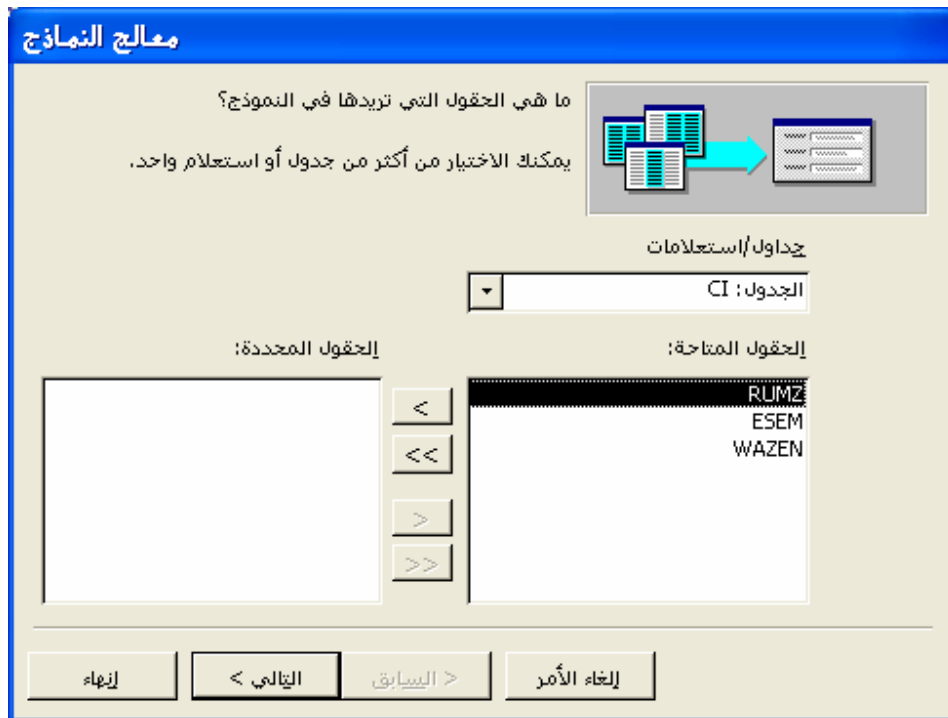 معالج النماذج
ما هي الحقول التي تريدها في النموذج؟
يمكنك الاختيار من أكثر من جدول أو استعلام واحد.
جداول/استعلامات
الجدول: CI
الحقول المتاحة:
الحقول المحددة:
RUMZ
ESEM
WAZEN
<
<<
>
>>
إلغاء الأمر
< السابق
التالي >
إنهاء